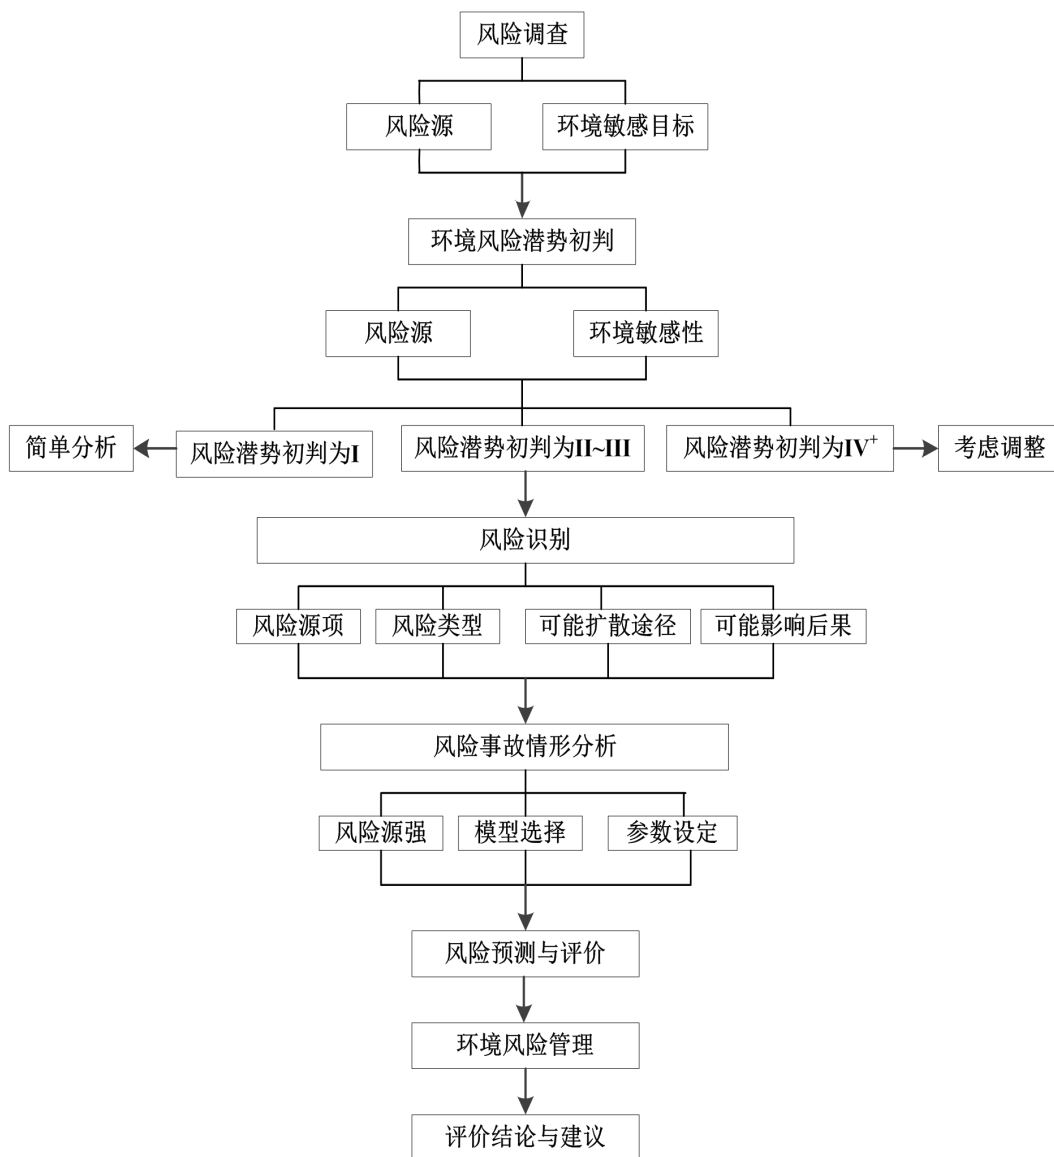 风险调查
风险源
环境敏感目标
环境风险潜势初判
风险源
环境敏感性
简单分析
风险潜势初判为I
风险潜势初判为II~III
风险潜势初判为IV⁺
考虑调整
风险识别
风险源项
风险类型
可能扩散途径
可能影响后果
风险事故情形分析
风险源强
模型选择
参数设定
风险预测与评价
环境风险管理
评价结论与建议